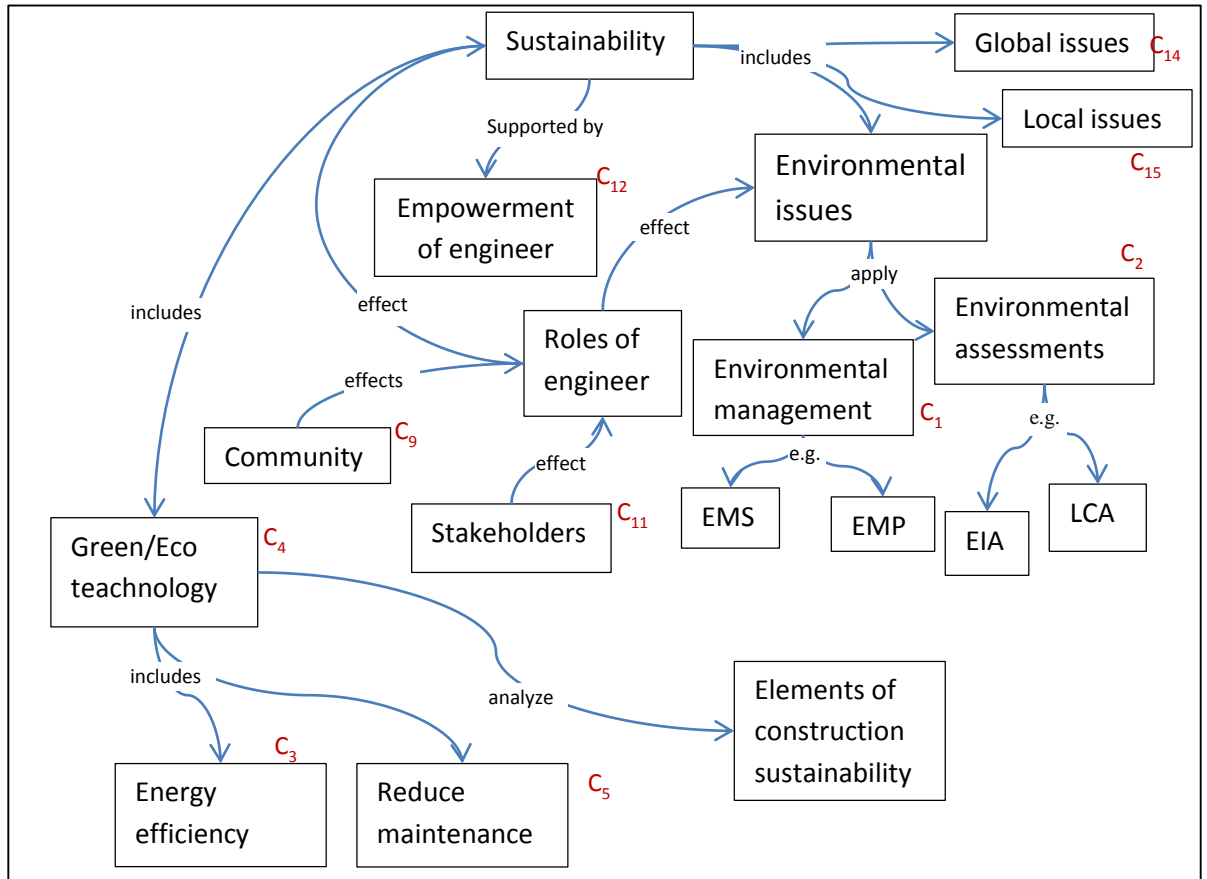 Sustainability
Global issues
C14
includes
Local issues
C15
Supported by
Environmental
issues
C12
Empowerment
of engineer
effect
C2
apply
Environmental
assessments
includes
effect
Roles of
engineer
Environmental
management
C1
effects
C9
Community
e.g.
e.g.
effect
C11
Stakeholders
EMS
EMP
EIA
LCA
C4
Green/Eco
teachnology
includes
analyze
Elements of
construction
sustainability
C3
Energy
efficiency
C5
Reduce
maintenance